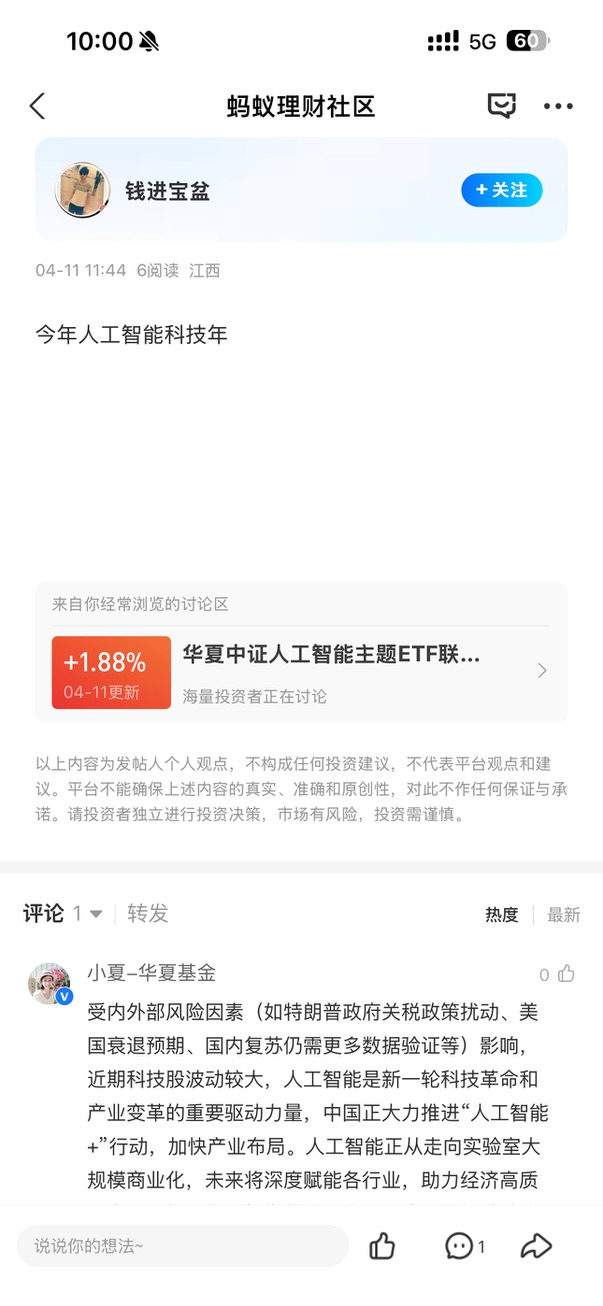 10:00
5G 60
蚂蚁理财社区
钱进宝盆
+ 关注
04-11 11:44 6阅读 江西
今年人工智能科技年
来自你经常浏览的讨论区
+1.88%
04-11更新
华夏中证人工智能主题ETF联...
海量投资者正在讨论
以上内容为发帖人个人观点，不构成任何投资建议，不代表平台观点和建
议。平台不能确保上述内容的真实、准确和原创性，对此不作任何保证与承
诺。请投资者独立进行投资决策，市场有风险，投资需谨慎。
评论 1 转发
热度 最新
小夏-华夏基金
0
受内外部风险因素（如特朗普政府关税政策扰动、美
国衰退预期、国内复苏仍需更多数据验证等）影响，
近期科技股波动较大，人工智能是新一轮科技革命和
产业变革的重要驱动力量，中国正大力推进“人工智能
+”行动，加快产业布局。人工智能正从走向实验室大
规模商业化，未来将深度赋能各行业，助力经济高质
说说你的想法~
1